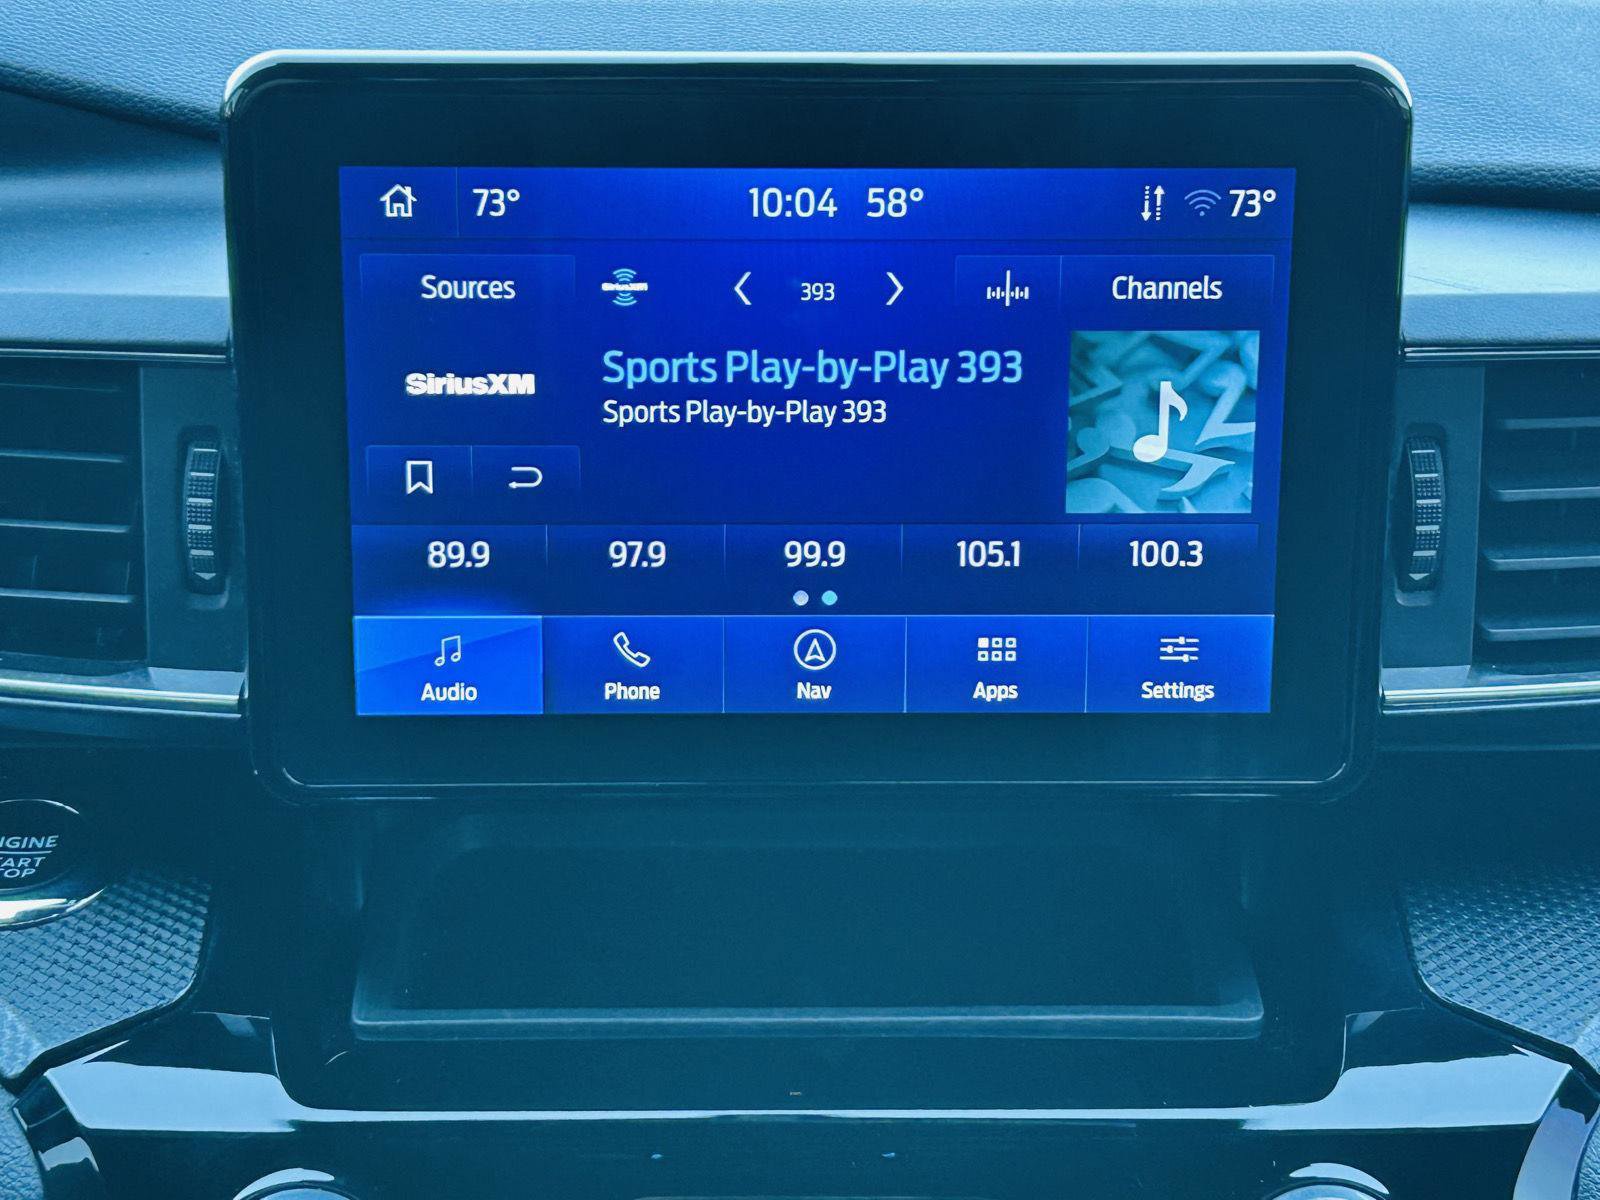 73° 10:04 58° 73°
Sources SiriusXM 393 Channels
Sports Play-by-Play 393
SiriusXM
Sports Play-by-Play 393
89.9 97.9 99.9 105.1 100.3
Audio Phone Nav Apps Settings